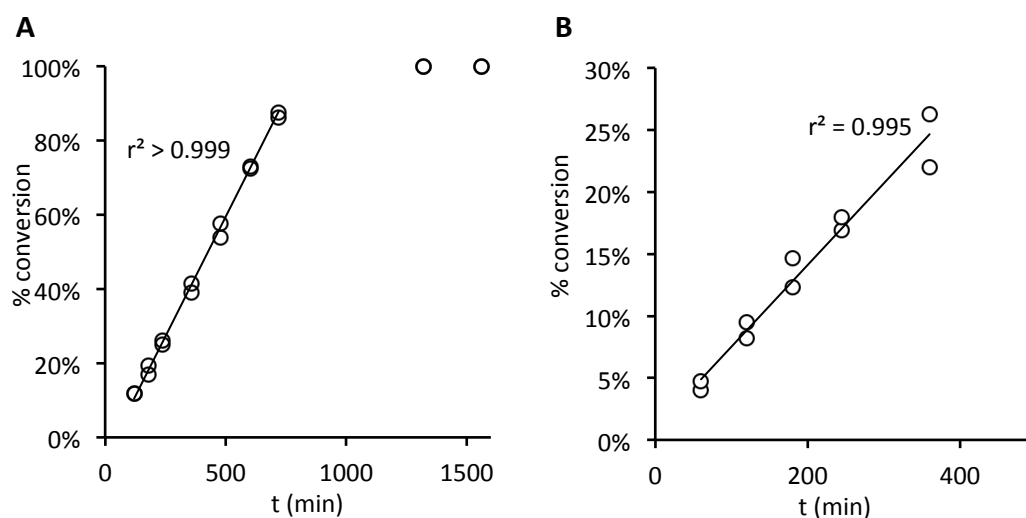 A
100%
80%
60%
40%
20%
0%
% conversion
r² > 0.999
0
500
1000
1500
t (min)
B
30%
25%
20%
15%
10%
5%
0%
% conversion
r² = 0.995
0
200
400
t (min)